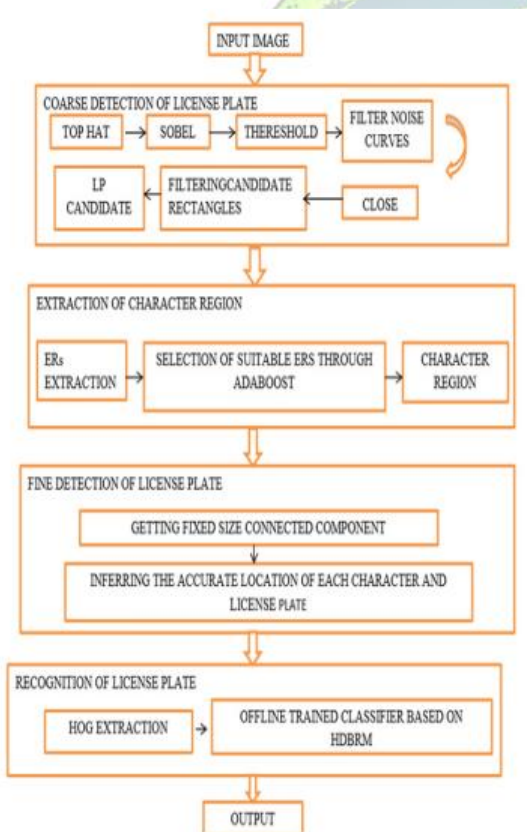 INPUT IMAGE
COARSE DETECTION OF LICENSE PLATE
TOP HAT
SOBEL
THERESHOLD
FILTER NOISE
CURVES
LP
CANDIDATE
FILTERINGCANDIDATE
RECTANGLES
CLOSE
EXTRACTION OF CHARACTER REGION
ERs
EXTRACTION
SELECTION OF SUITABLE ERS THROUGH
ADABOOST
CHARACTER
REGION
FINE DETECTION OF LICENSE PLATE
GETTING FIXED SIZE CONNECTED COMPONENT
INFERRING THE ACCURATE LOCATION OF EACH CHARACTER AND
LICENSE PLATE
RECOGNITION OF LICENSE PLATE
HOG EXTRACTION
OFFLINE TRAINED CLASSIFIER BASED ON
HDBRM
OUTPUT